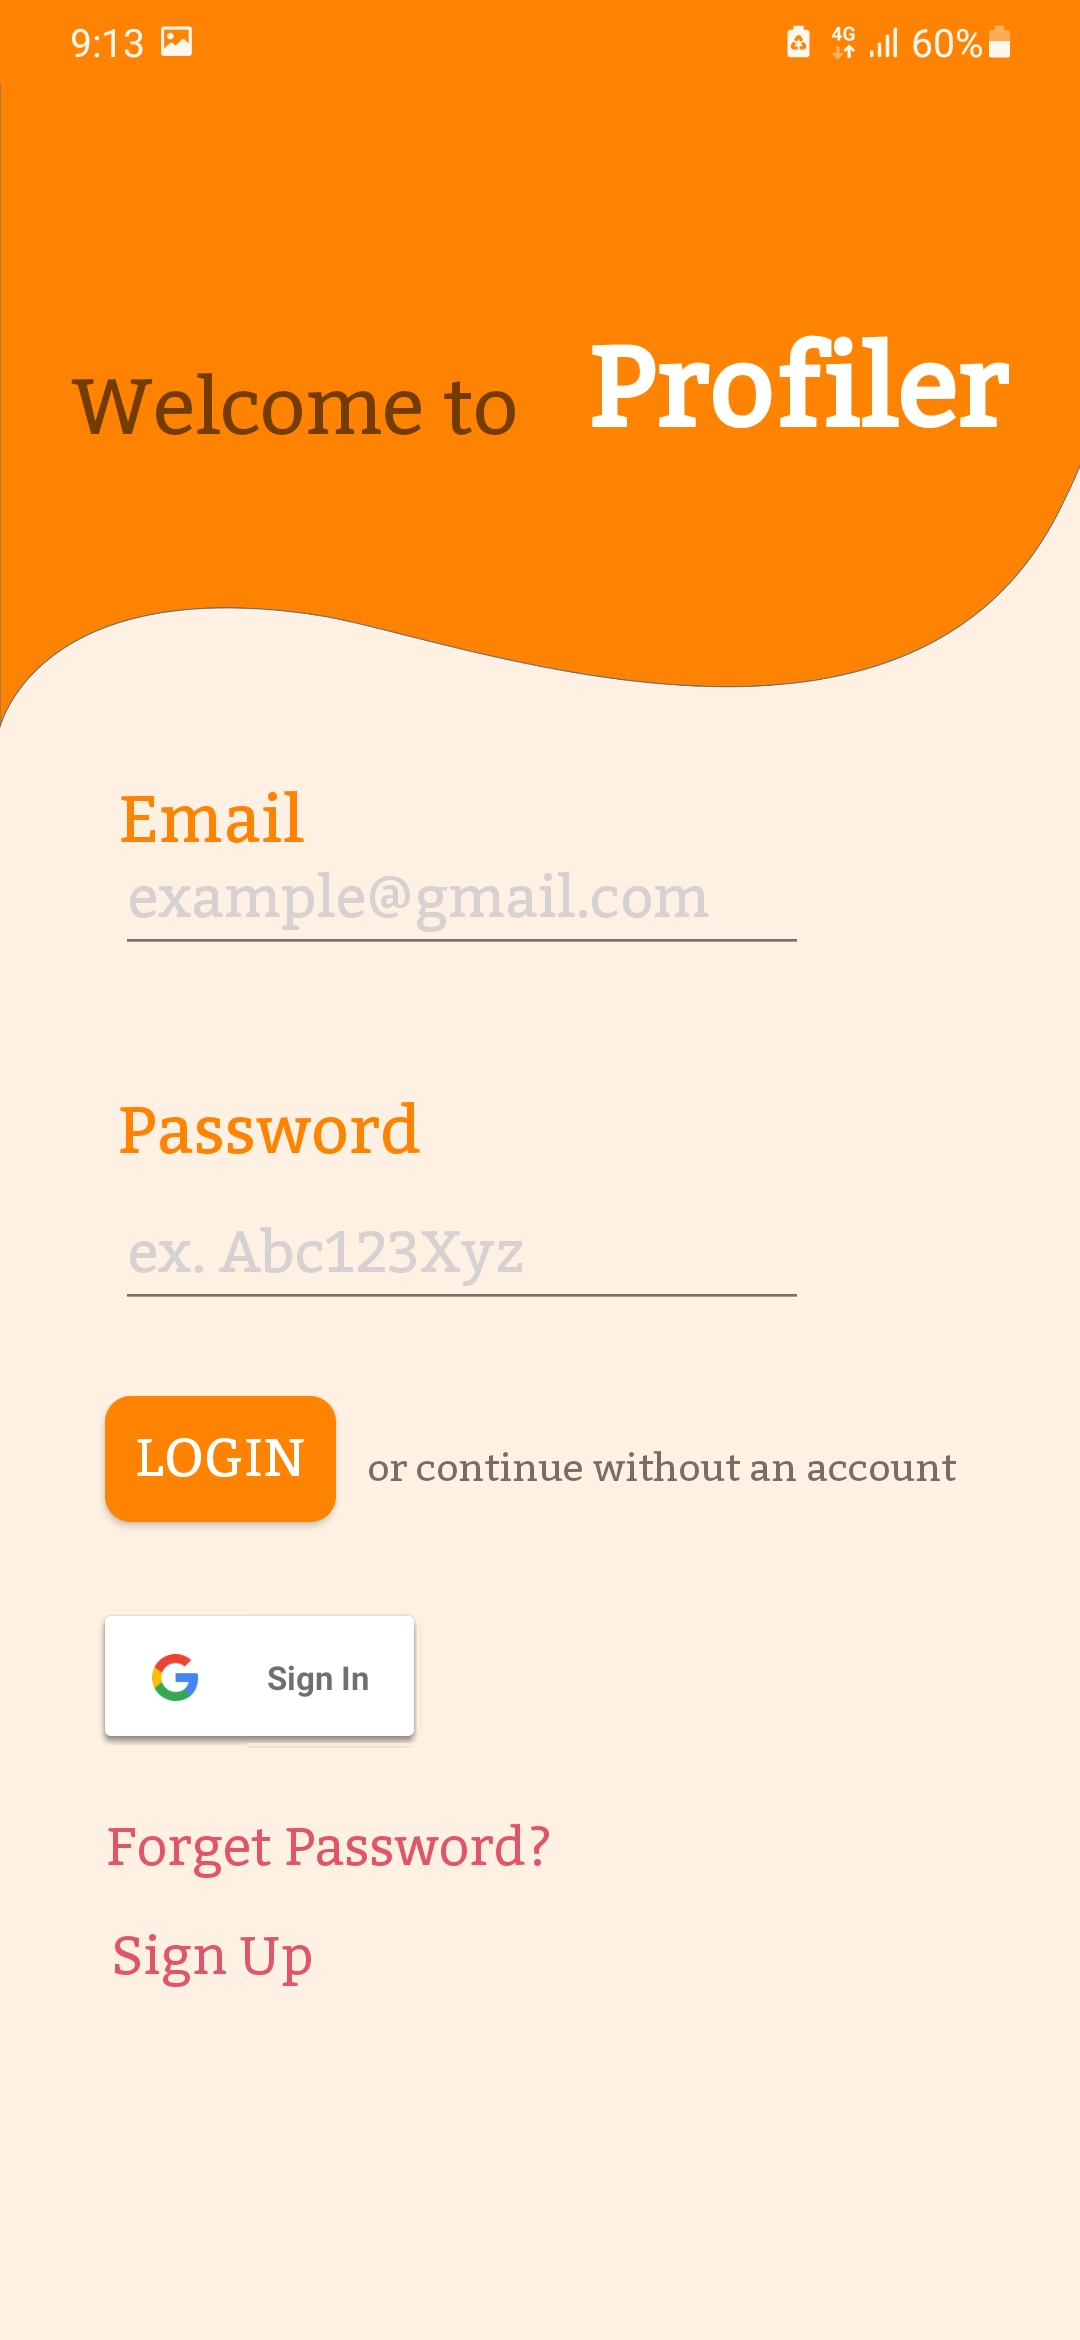 9:13 4G 60%
Welcome to Profiler
Email
example@gmail.com
Password
ex. Abc123Xyz
LOGIN or continue without an account
G Sign In
Forget Password?
Sign Up